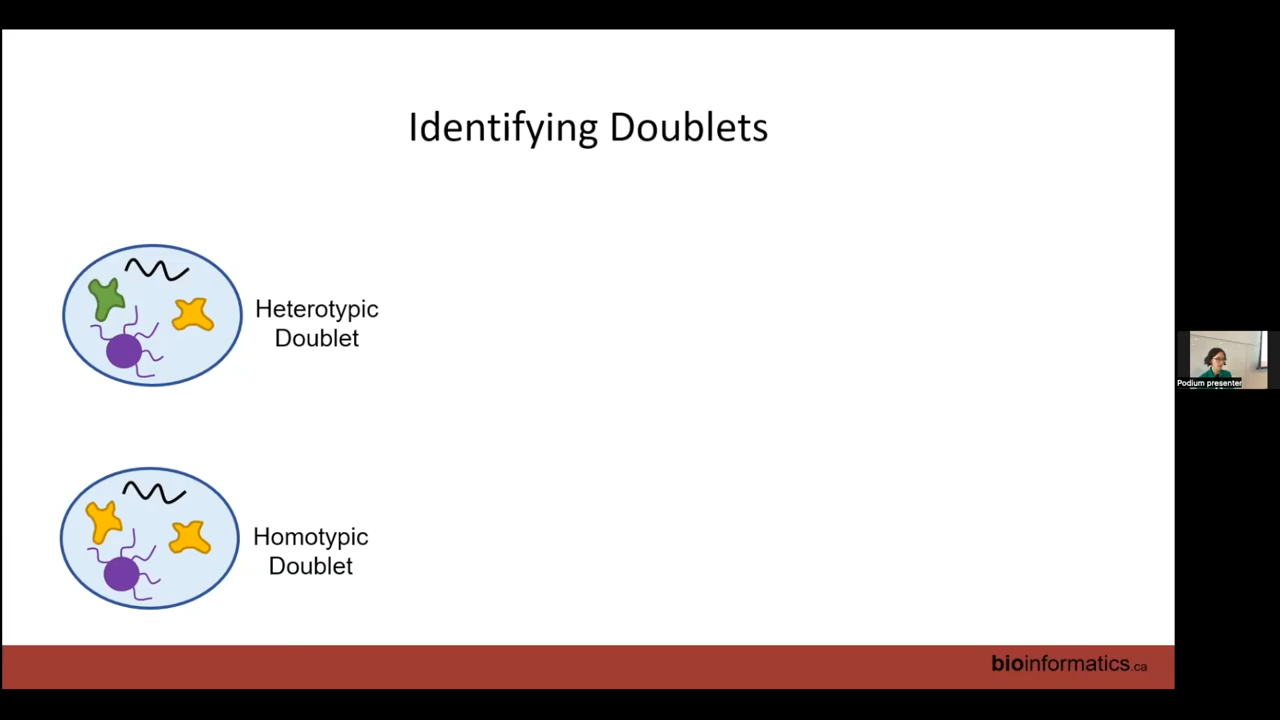 Identifying Doublets
Heterotypic
Doublet
Homotypic
Doublet
Podium presenter
bioinformatics.ca